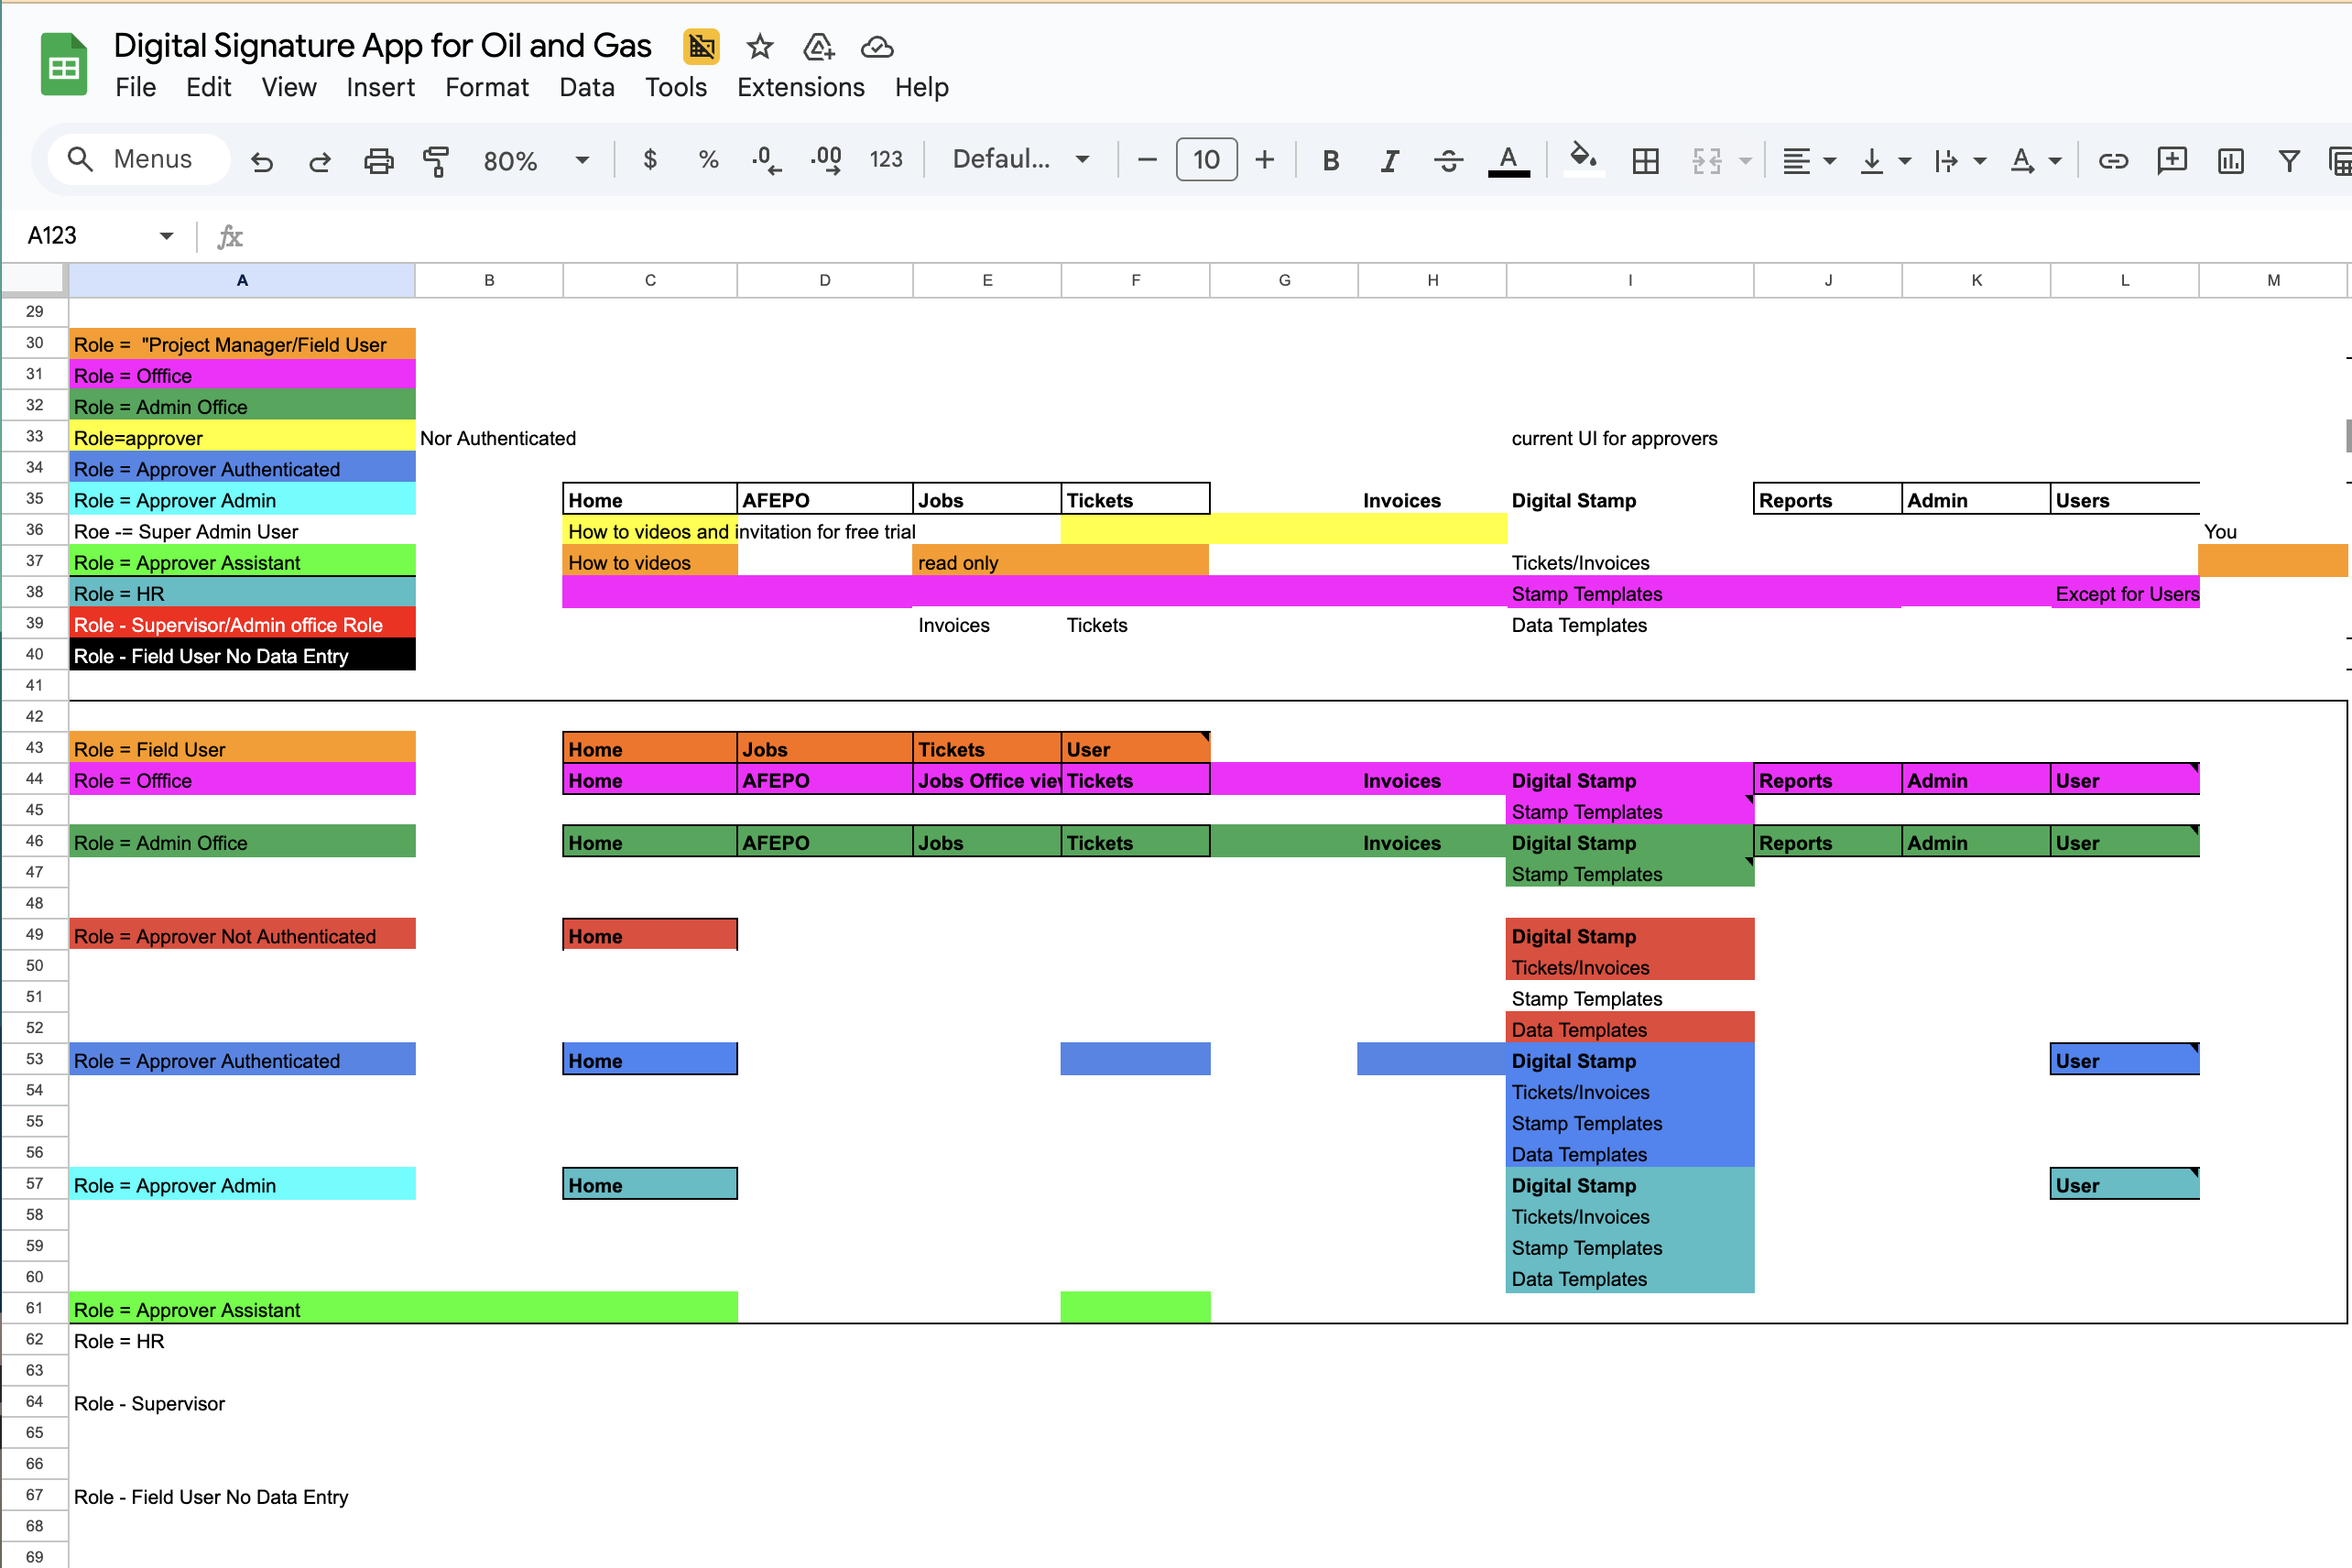 Digital Signature App for Oil and Gas
File Edit View Insert Format Data Tools Extensions Help
Menus 80% $ % .0 .00 123 Defaul... 10 B I S A A
A123 fx
A B C D E F G H I J K L M
29
30 Role =  "Project Manager/Field User
31 Role = Offfice
32 Role = Admin Office
33 Role=approver Nor Authenticated current UI for approvers
34 Role = Approver Authenticated
35 Role = Approver Admin Home AFEPO Jobs Tickets Invoices Digital Stamp Reports Admin Users
36 Roe -= Super Admin User How to videos and invitation for free trial You
37 Role = Approver Assistant How to videos read only Tickets/Invoices
38 Role = HR Stamp Templates Except for Users
39 Role - Supervisor/Admin office Role Invoices Tickets Data Templates
40 Role - Field User No Data Entry
41
42
43 Role = Field User Home Jobs Tickets User
44 Role = Offfice Home AFEPO Jobs Office view Tickets Invoices Digital Stamp Reports Admin User
45 Stamp Templates
46 Role = Admin Office Home AFEPO Jobs Tickets Invoices Digital Stamp Reports Admin User
47 Stamp Templates
48
49 Role = Approver Not Authenticated Home Digital Stamp
50 Tickets/Invoices
51 Stamp Templates
52 Data Templates
53 Role = Approver Authenticated Home Digital Stamp User
54 Tickets/Invoices
55 Stamp Templates
56 Data Templates
57 Role = Approver Admin Home Digital Stamp User
58 Tickets/Invoices
59 Stamp Templates
60 Data Templates
61 Role = Approver Assistant
62 Role = HR
63
64 Role - Supervisor
65
66
67 Role - Field User No Data Entry
68
69